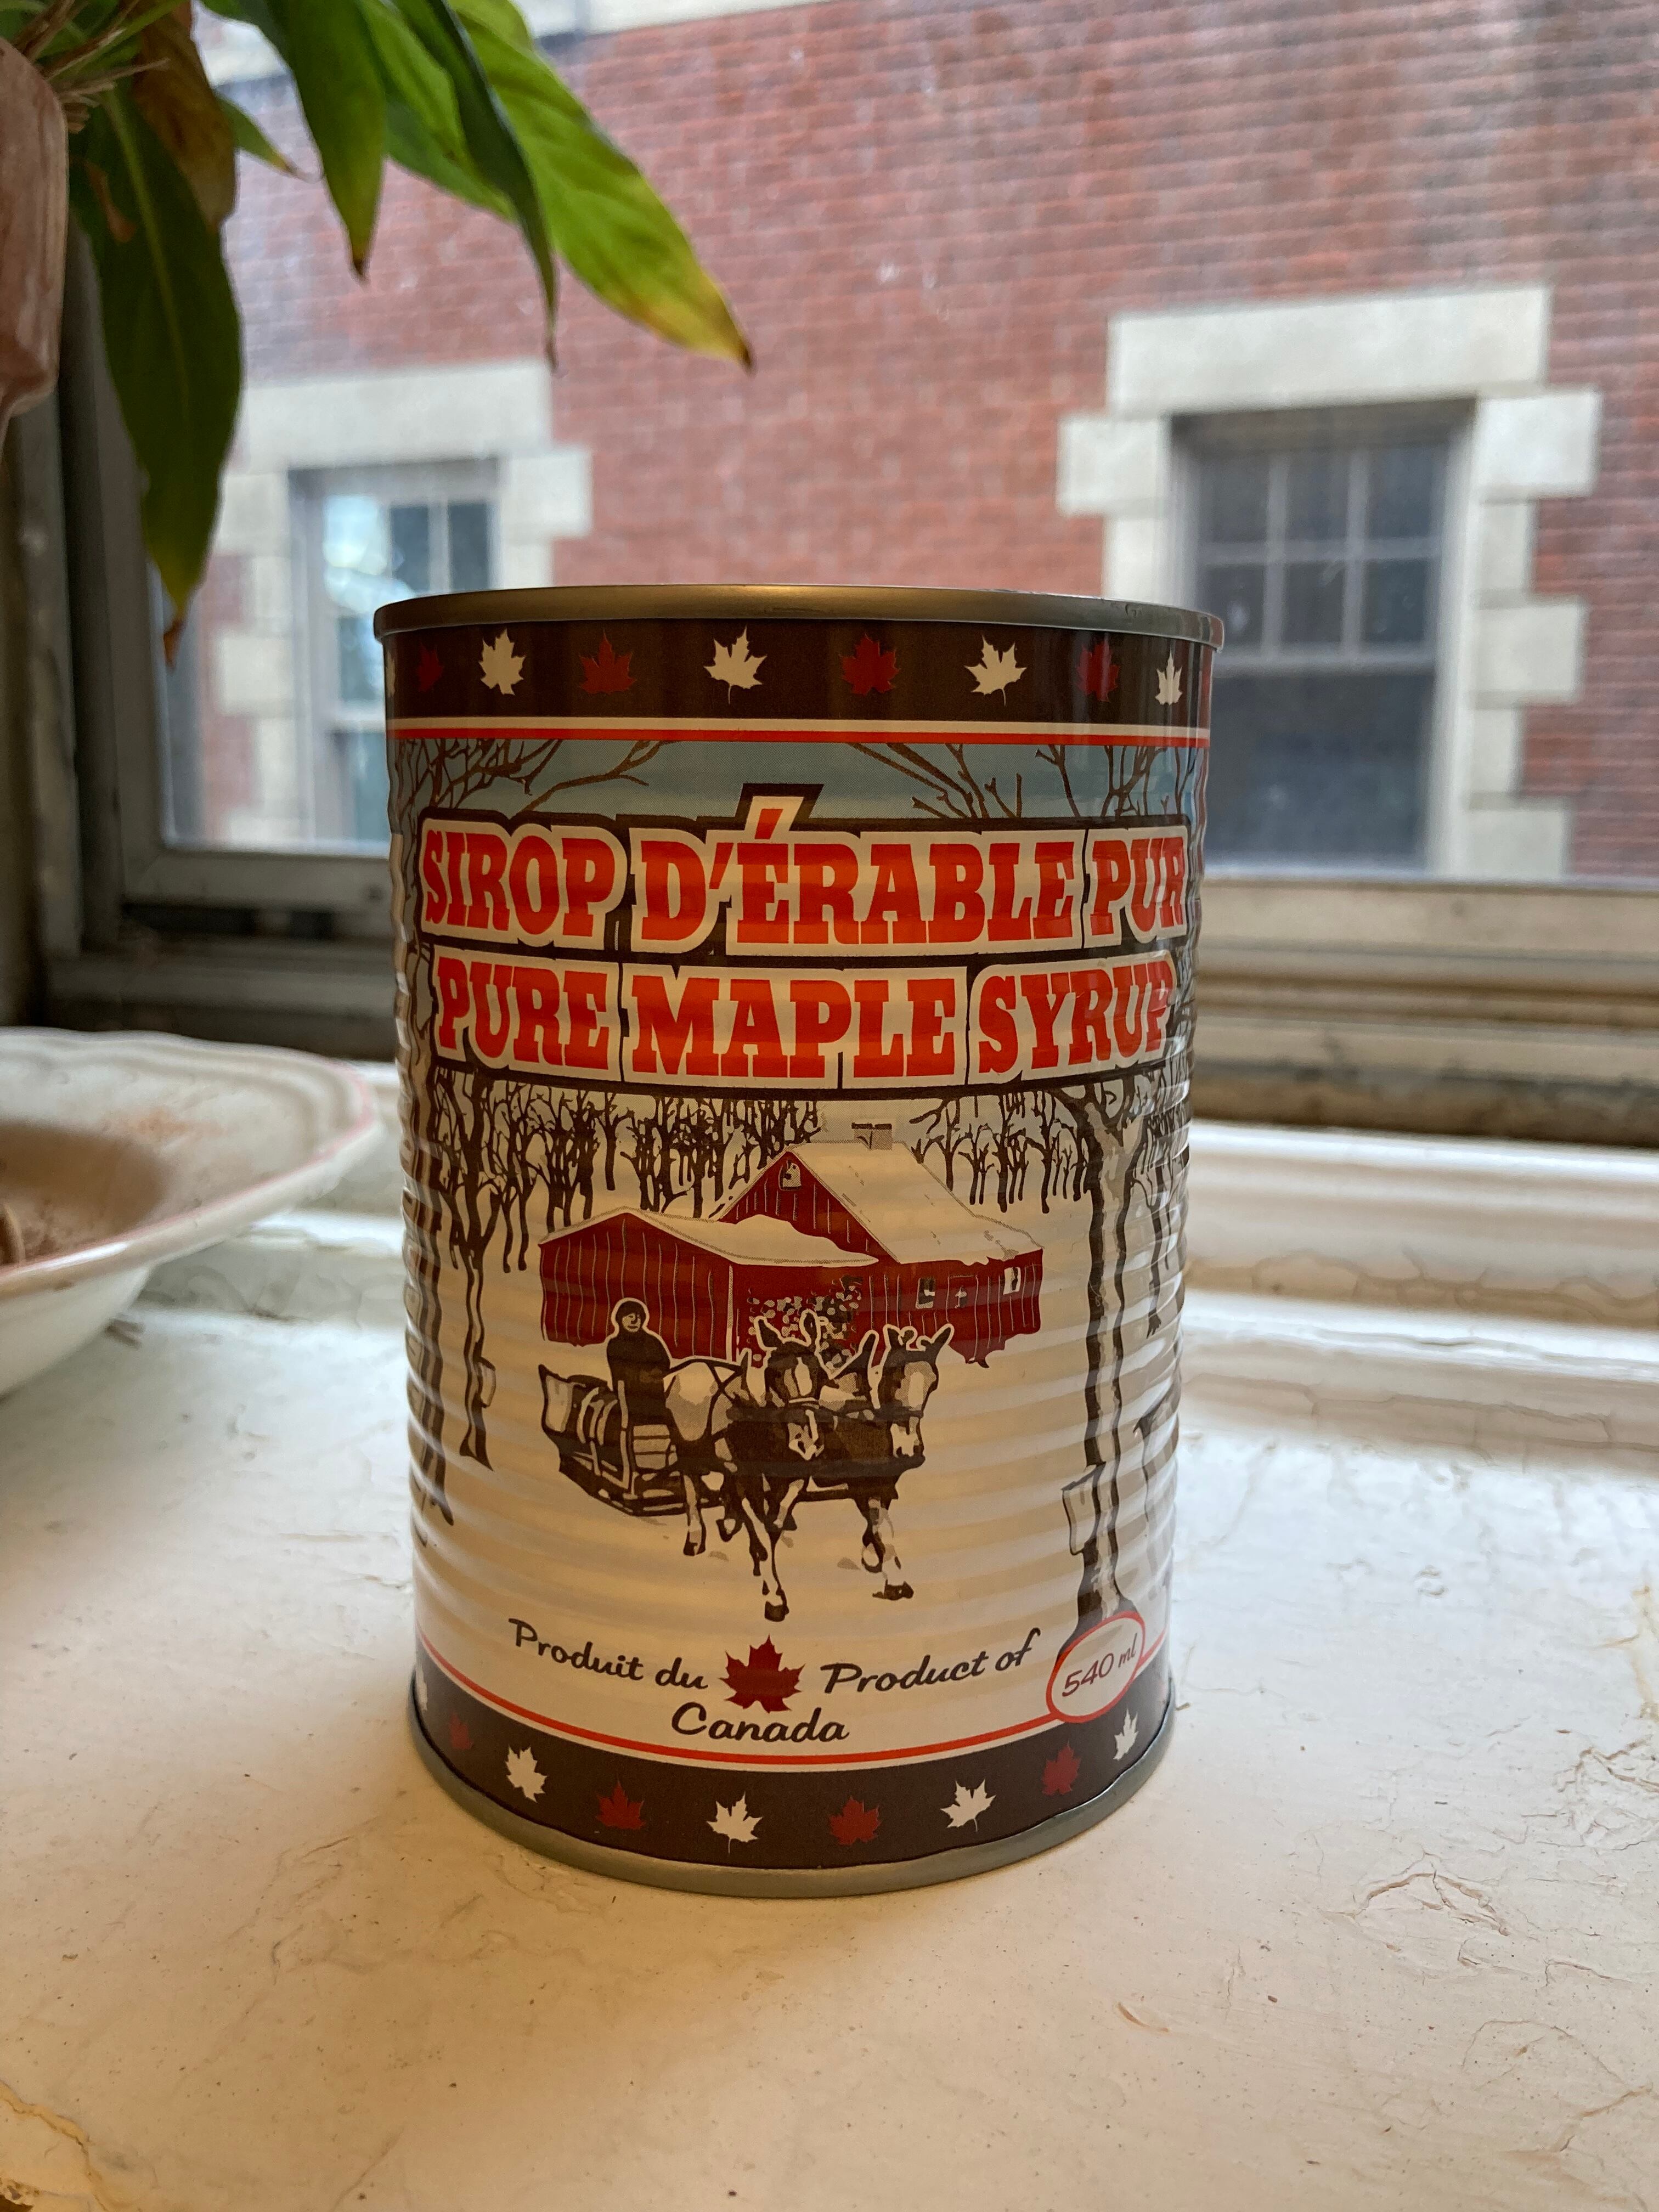 SIROP D'ÉRABLE PUR
PURE MAPLE SYRUP
Produit du Product of
Canada
540 ml